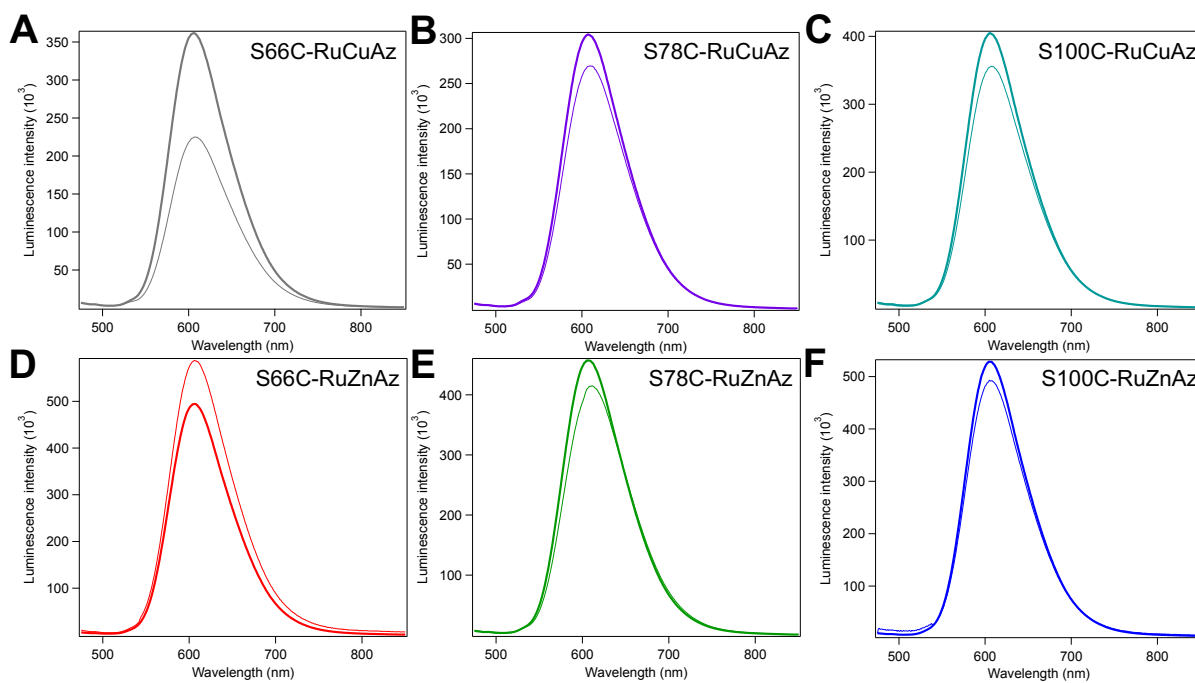 A
S66C-RuCuAz
Luminescence intensity (10³)
350
300
250
200
150
100
50
500
600
700
800
Wavelength (nm)
B
S78C-RuCuAz
Luminescence intensity (10³)
300
250
200
150
100
50
500
600
700
800
Wavelength (nm)
C
S100C-RuCuAz
Luminescence intensity (10³)
400
300
200
100
500
600
700
800
Wavelength (nm)
D
S66C-RuZnAz
Luminescence intensity (10³)
500
400
300
200
100
500
600
700
800
Wavelength (nm)
E
S78C-RuZnAz
Luminescence intensity (10³)
400
300
200
100
500
600
700
800
Wavelength (nm)
F
S100C-RuZnAz
Luminescence intensity (10³)
500
400
300
200
100
500
600
700
800
Wavelength (nm)